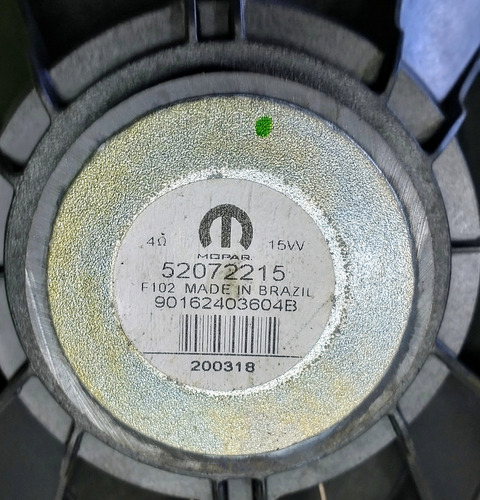 4Ω 15W
MOPAR.
52072215
F102 MADE IN BRAZIL
90162403604B
200318